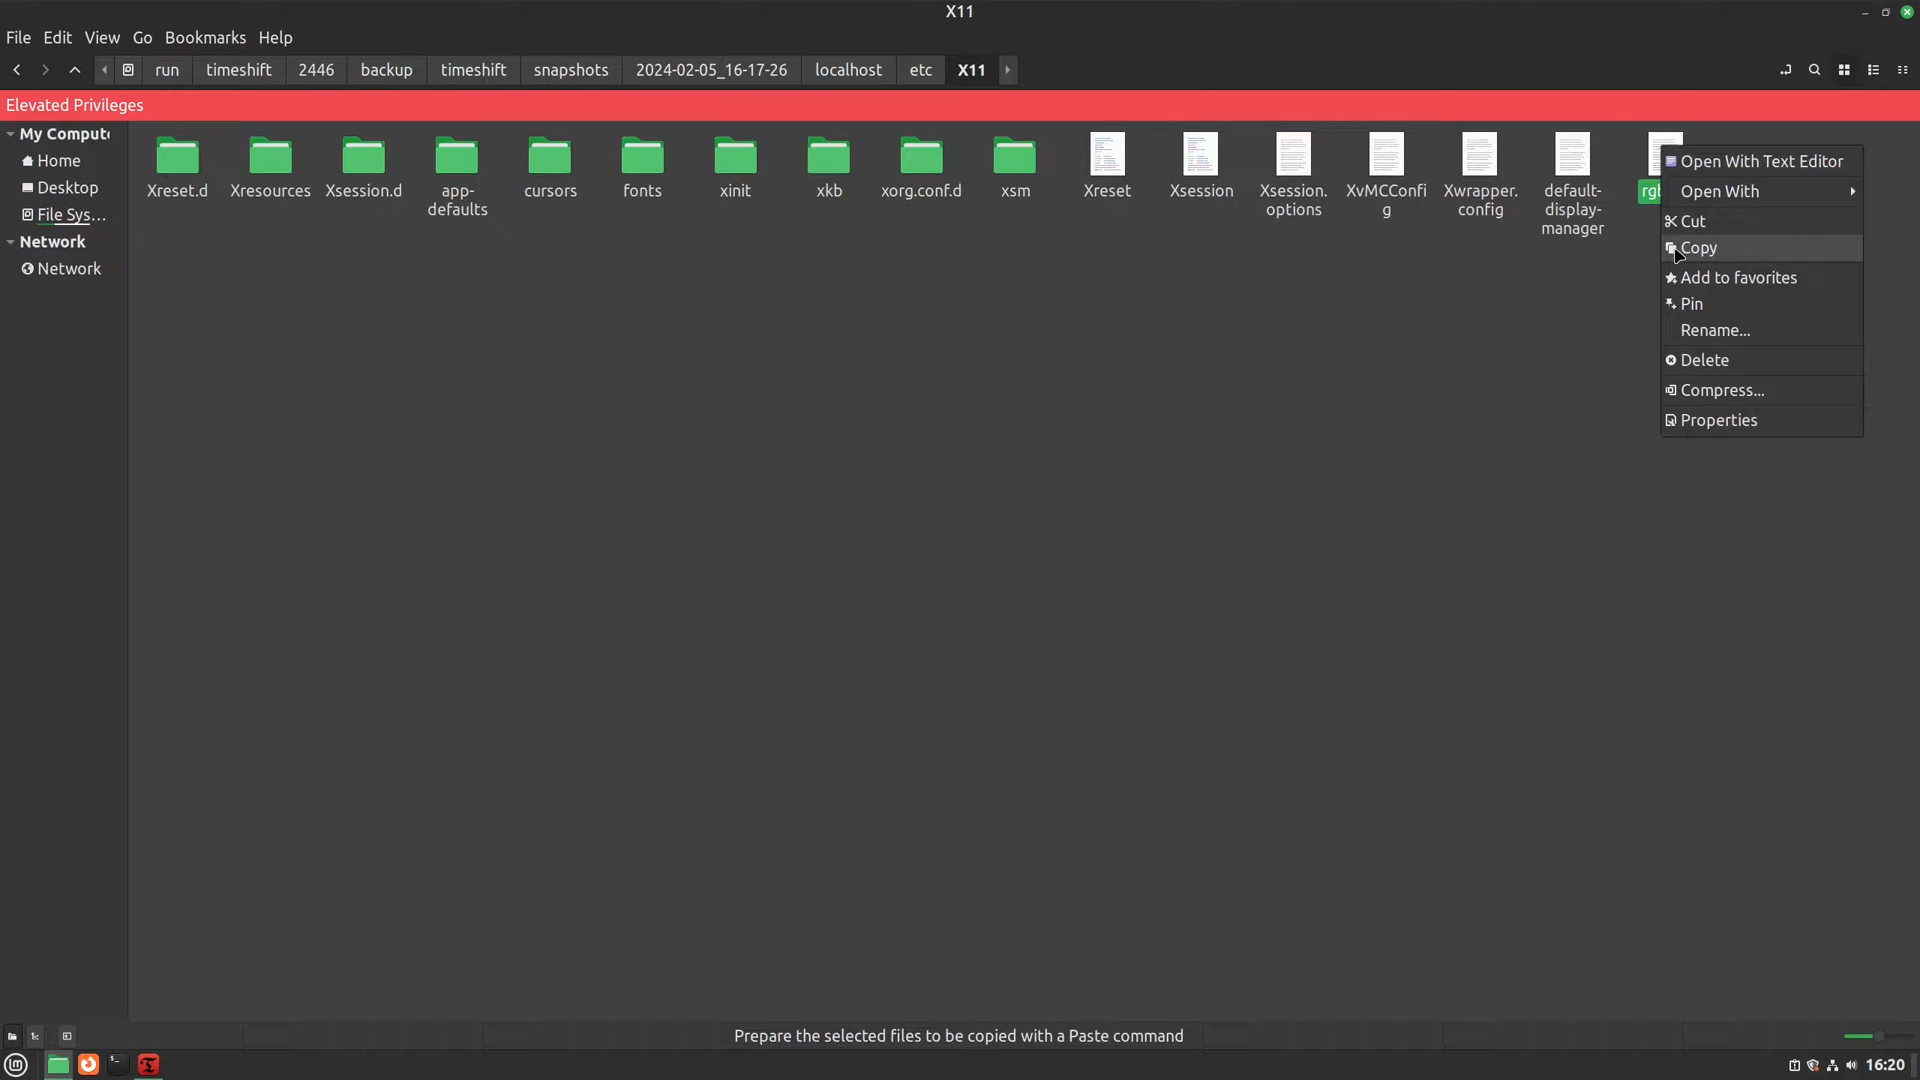 X11
File Edit View Go Bookmarks Help
run timeshift 2446 backup timeshift snapshots 2024-02-05_16-17-26 localhost etc X11
Elevated Privileges
My Comput
Home
Desktop
File Sys...
Network
Network
Xreset.d
Xresources
Xsession.d
app-
defaults
cursors
fonts
xinit
xkb
xorg.conf.d
xsm
Xreset
Xsession
Xsession.
options
XvMCConfi
g
Xwrapper.
config
default-
display-
manager
rg
Open With Text Editor
Open With
Cut
Copy
Add to favorites
Pin
Rename...
Delete
Compress...
Properties
Prepare the selected files to be copied with a Paste command
16:20